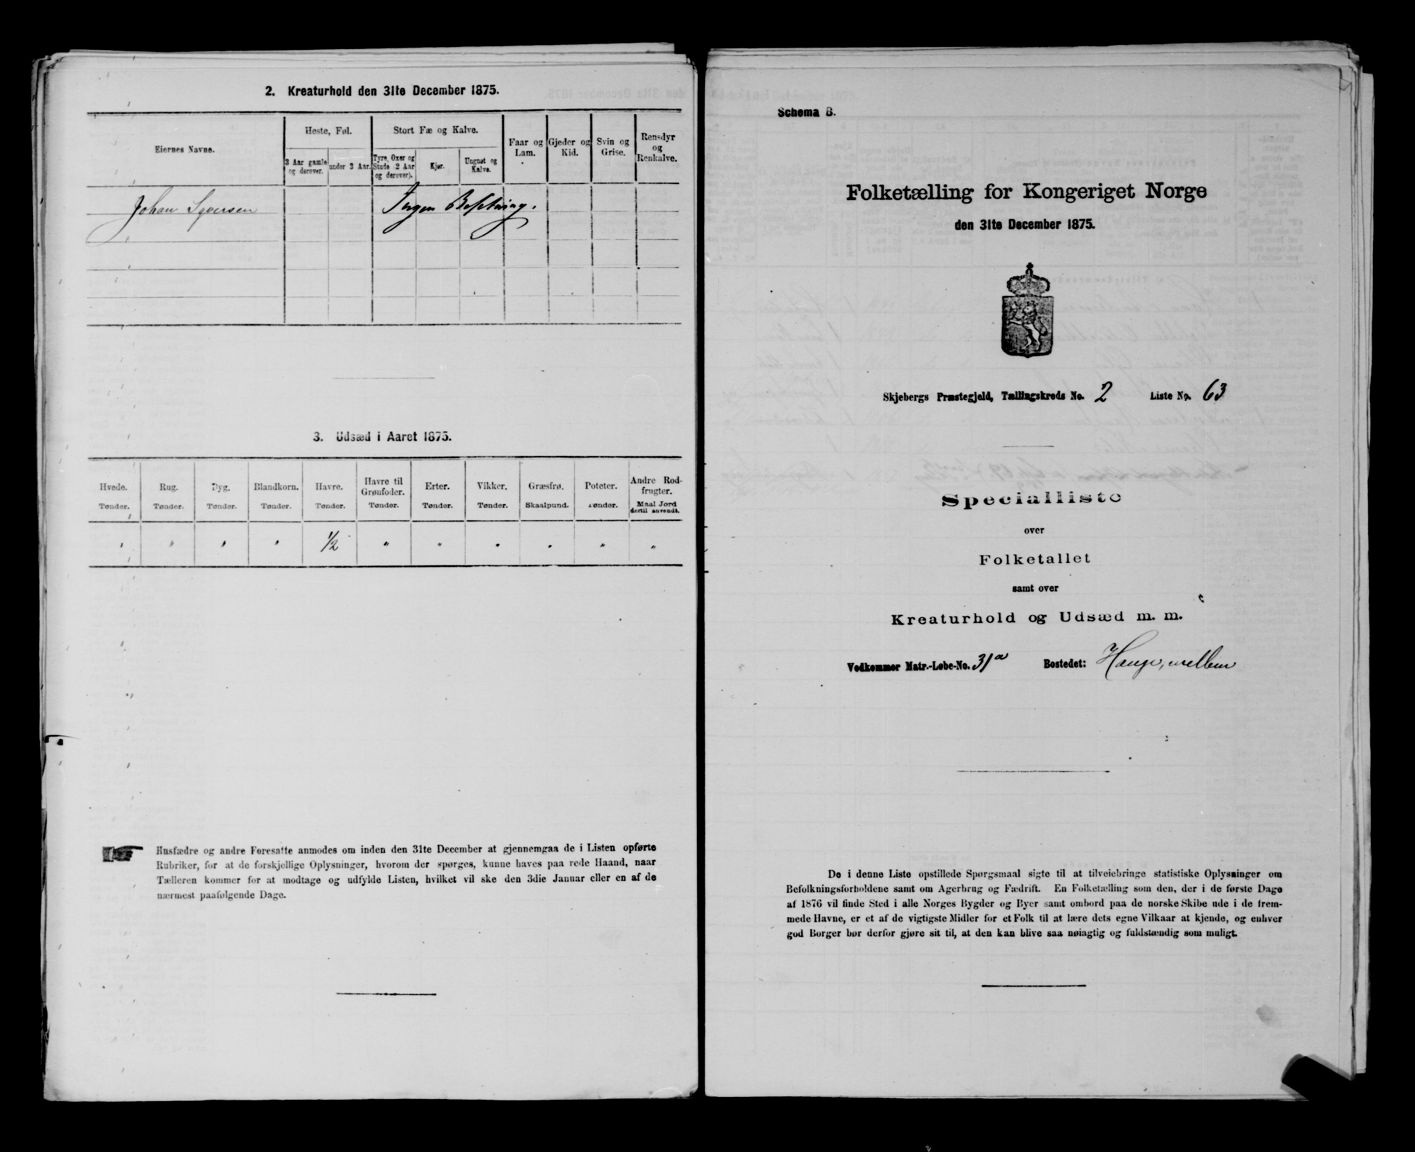 2. Kreaturhold den 31te December 1875.
Eiernes Navne.
Heste, Føl.
Stort Fæ og Kalve.
Faar og Lam.
Gjeder og Kid.
Svin og Grise.
Rensdyr og Renkalve.
3 Aar gamle og derover.
under 3 Aar.
Tyre, Oxer og Stude 2 Aar og derover).
Kjør.
Ungnøt og Kalve.
Johan Syversen
Ingen Besætning.
3. Udsæd i Aaret 1875.
Hvede. Rug. Byg. Blandkorn. Havre. Havre til Grønfoder. Erter. Vikker. Græsfrø. Poteter. Andre Rodfrugter.
Tønder. Tønder. Tønder. Tønder. Tønder. Tønder. Tønder. Tønder. Skaalpund. Tønder. Maal Jord dertil anvendt.
" " " " 1/2 " " " " " "
Husfædre og andre Foresatte anmodes om inden den 31te December at gjennemgaa de i Listen opførte
Rubriker, for at de forskjellige Oplysninger, hvorom der spørges, kunne haves paa rede Haand, naar
Tælleren kommer for at modtage og udfylde Listen, hvilket vil ske den 3die Januar eller en af de
nærmest paafølgende Dage.
Schema B.
Folketælling for Kongeriget Norge
den 31te December 1875.
Skjebergs Præstegjeld, Tællingskreds No. 2 Liste No. 63
Specialliste
over
Folketallet
samt over
Kreaturhold og Udsæd m. m.
Vedkommer Matr.-Løbe-No. 31a Bostedet: Hauge, mellem
De i denne Liste opstillede Spørgsmaal sigte til at tilveiebringe statistiske Oplysninger om
Befolkningsforholdene samt om Agerbrug og Fædrift. En Folketælling som den, der i de første Dage
af 1876 vil finde Sted i alle Norges Bygder og Byer samt ombord paa de norske Skibe ude i de frem-
mede Havne, er et af de vigtigste Midler for et Folk til at lære dets egne Vilkaar at kjende, og enhver
god Borger bør derfor gjøre sit til, at den kan blive saa nøiagtig og fuldstændig som muligt.